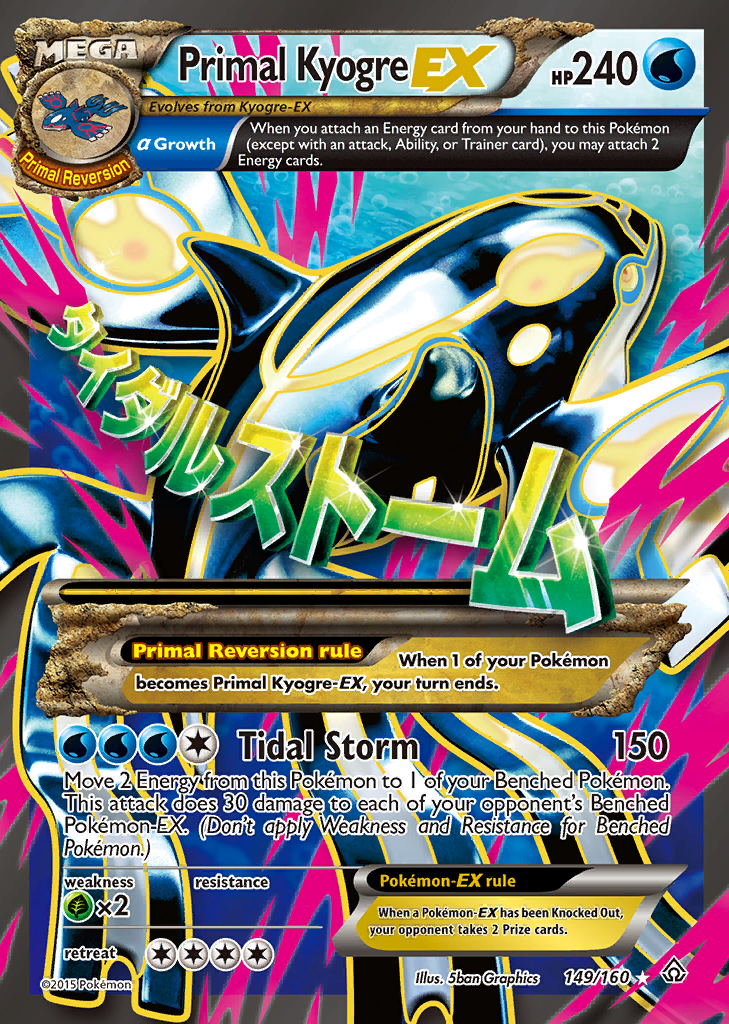 MEGA
Primal Kyogre EX
HP240
Evolves from Kyogre-EX
Primal Reversion
α Growth
When you attach an Energy card from your hand to this Pokémon
(except with an attack, Ability, or Trainer card), you may attach 2
Energy cards.
タイダルストーム
Primal Reversion rule
When 1 of your Pokémon
becomes Primal Kyogre-EX, your turn ends.
Tidal Storm 150
Move 2 Energy from this Pokémon to 1 of your Benched Pokémon.
This attack does 30 damage to each of your opponent's Benched
Pokémon-EX. (Don't apply Weakness and Resistance for Benched
Pokémon.)
weakness resistance
×2
Pokémon-EX rule
When a Pokémon-EX has been Knocked Out,
your opponent takes 2 Prize cards.
retreat
©2015 Pokémon
Illus. 5ban Graphics
149/160